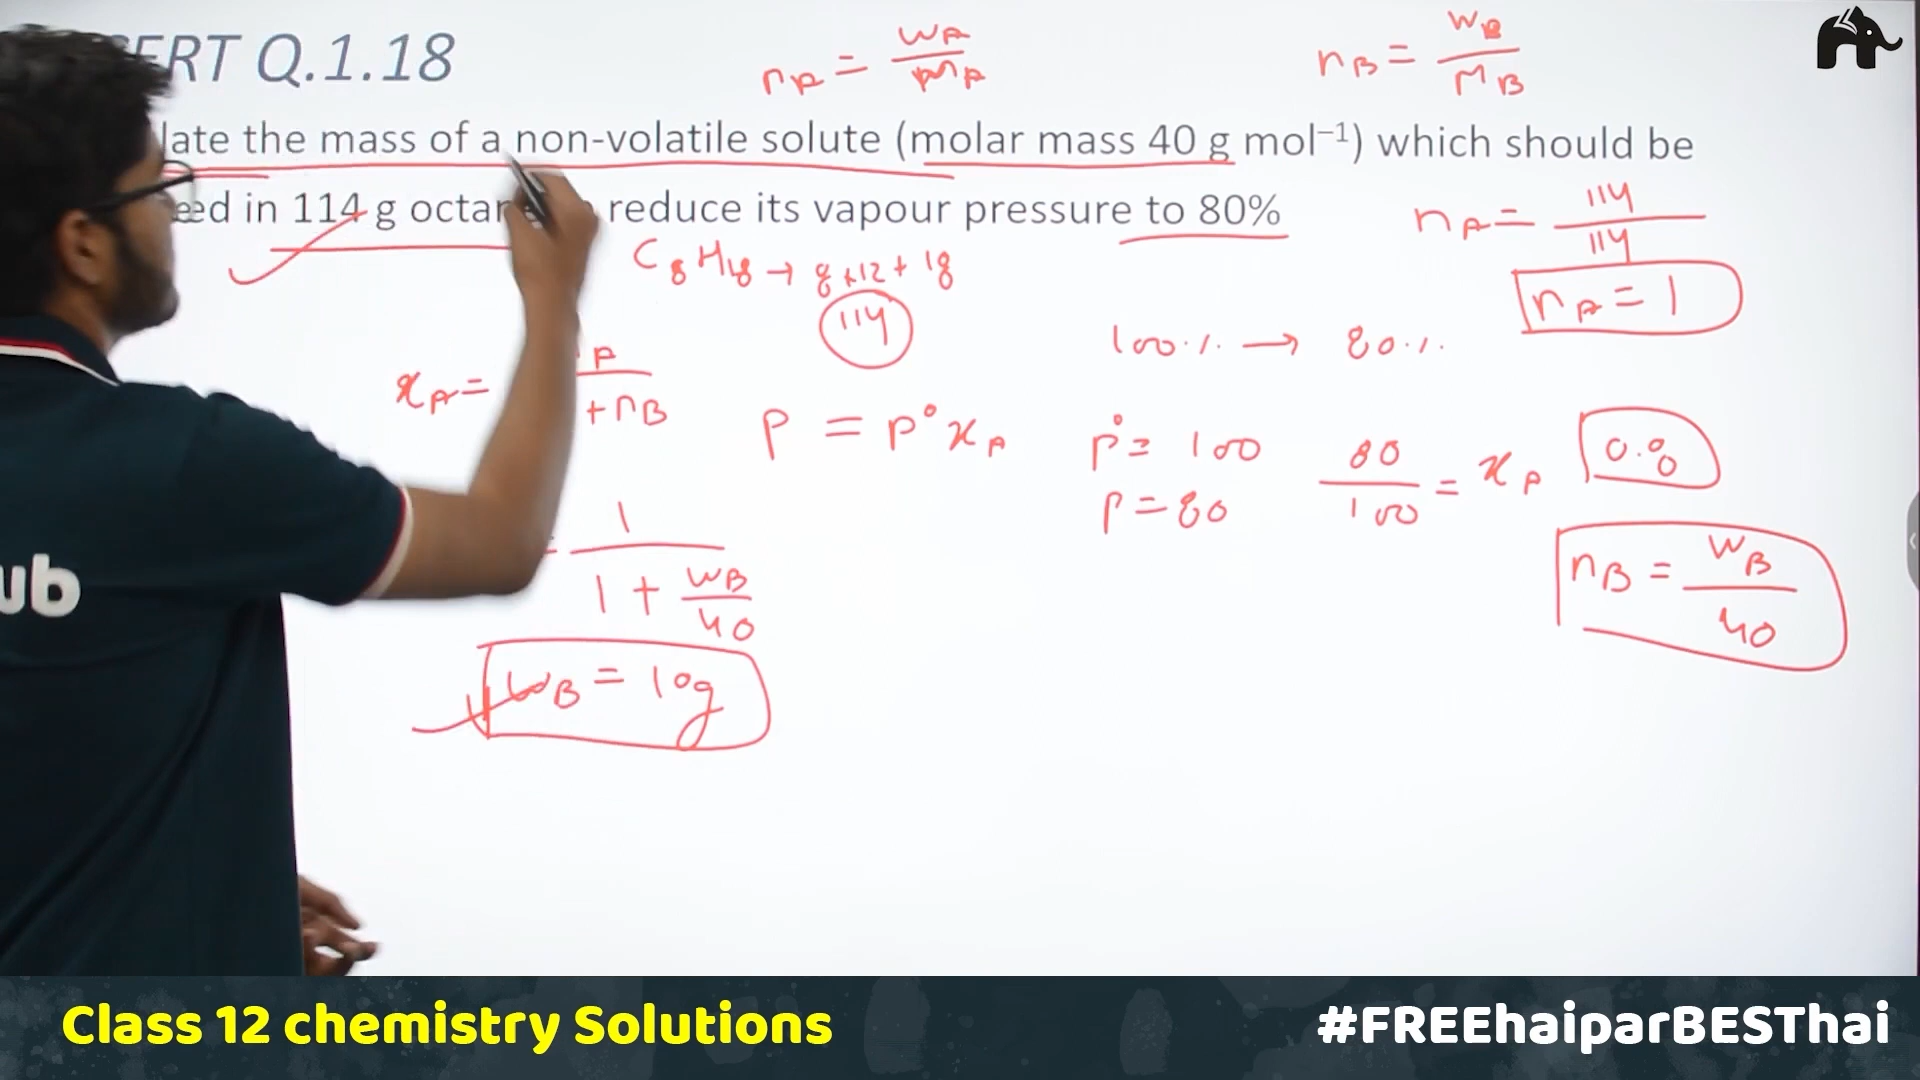 ERT Q.1.18
nA = WA/MA
nB = WB/MB
late the mass of a non-volatile solute (molar mass 40 g mol⁻¹) which should be
ed in 114 g octan reduce its vapour pressure to 80%
nA = 114/114
C8H18 → 8×12 + 18
114
nA = 1
100% → 80%
xA = A/+nB
P = P° xA
P° = 100
P = 80
80/100 = xA
0.8
= 1/(1 + WB/40)
nB = WB/40
WB = 10g
ub
Class 12 chemistry Solutions
#FREEhaiparBESThai